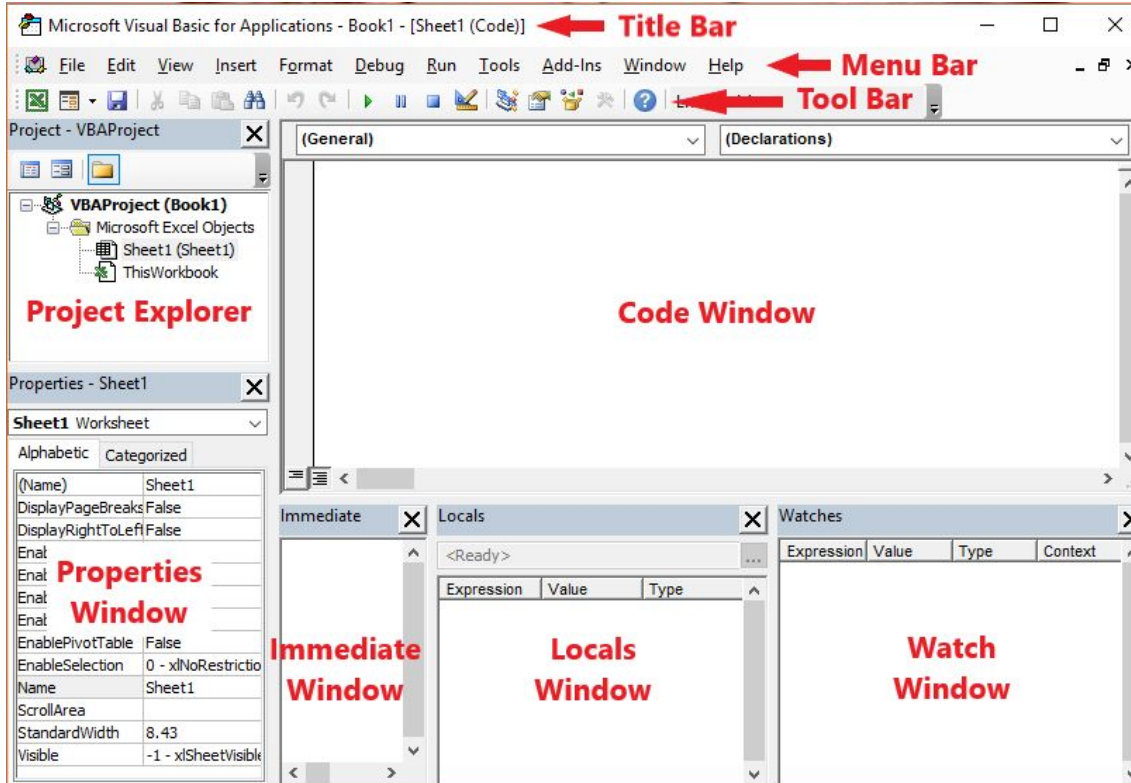 Microsoft Visual Basic for Applications - Book1 - [Sheet1 (Code)]
Title Bar
File Edit View Insert Format Debug Run Tools Add-Ins Window Help
Menu Bar
Tool Bar
Project - VBAProject
(General)
(Declarations)
VBAProject (Book1)
Microsoft Excel Objects
Sheet1 (Sheet1)
ThisWorkbook
Project Explorer
Code Window
Properties - Sheet1
Sheet1 Worksheet
Alphabetic Categorized
(Name) Sheet1
DisplayPageBreaks False
DisplayRightToLeft False
Enab
Enab
Enab
Enab
Properties
Window
EnablePivotTable False
EnableSelection 0 - xlNoRestrictio
Name Sheet1
ScrollArea
StandardWidth 8.43
Visible -1 - xlSheetVisible
Immediate
Immediate
Window
Locals
<Ready>
...
Expression Value Type
Locals
Window
Watches
Expression Value Type Context
Watch
Window